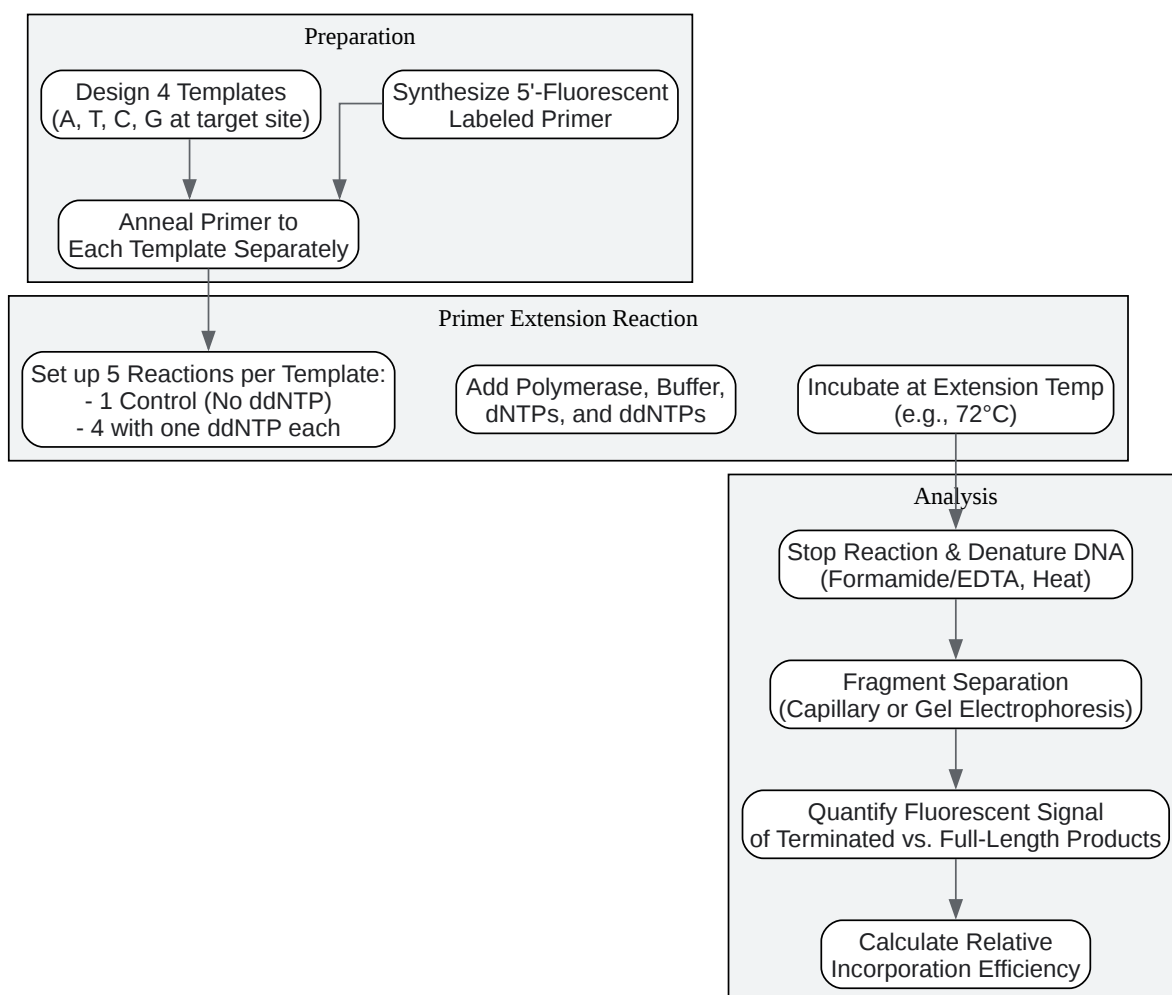 Preparation
Design 4 Templates
(A, T, C, G at target site)
Synthesize 5'-Fluorescent
Labeled Primer
Anneal Primer to
Each Template Separately
Primer Extension Reaction
Set up 5 Reactions per Template:
- 1 Control (No ddNTP)
- 4 with one ddNTP each
Add Polymerase, Buffer,
dNTPs, and ddNTPs
Incubate at Extension Temp
(e.g., 72°C)
Analysis
Stop Reaction & Denature DNA
(Formamide/EDTA, Heat)
Fragment Separation
(Capillary or Gel Electrophoresis)
Quantify Fluorescent Signal
of Terminated vs. Full-Length Products
Calculate Relative
Incorporation Efficiency